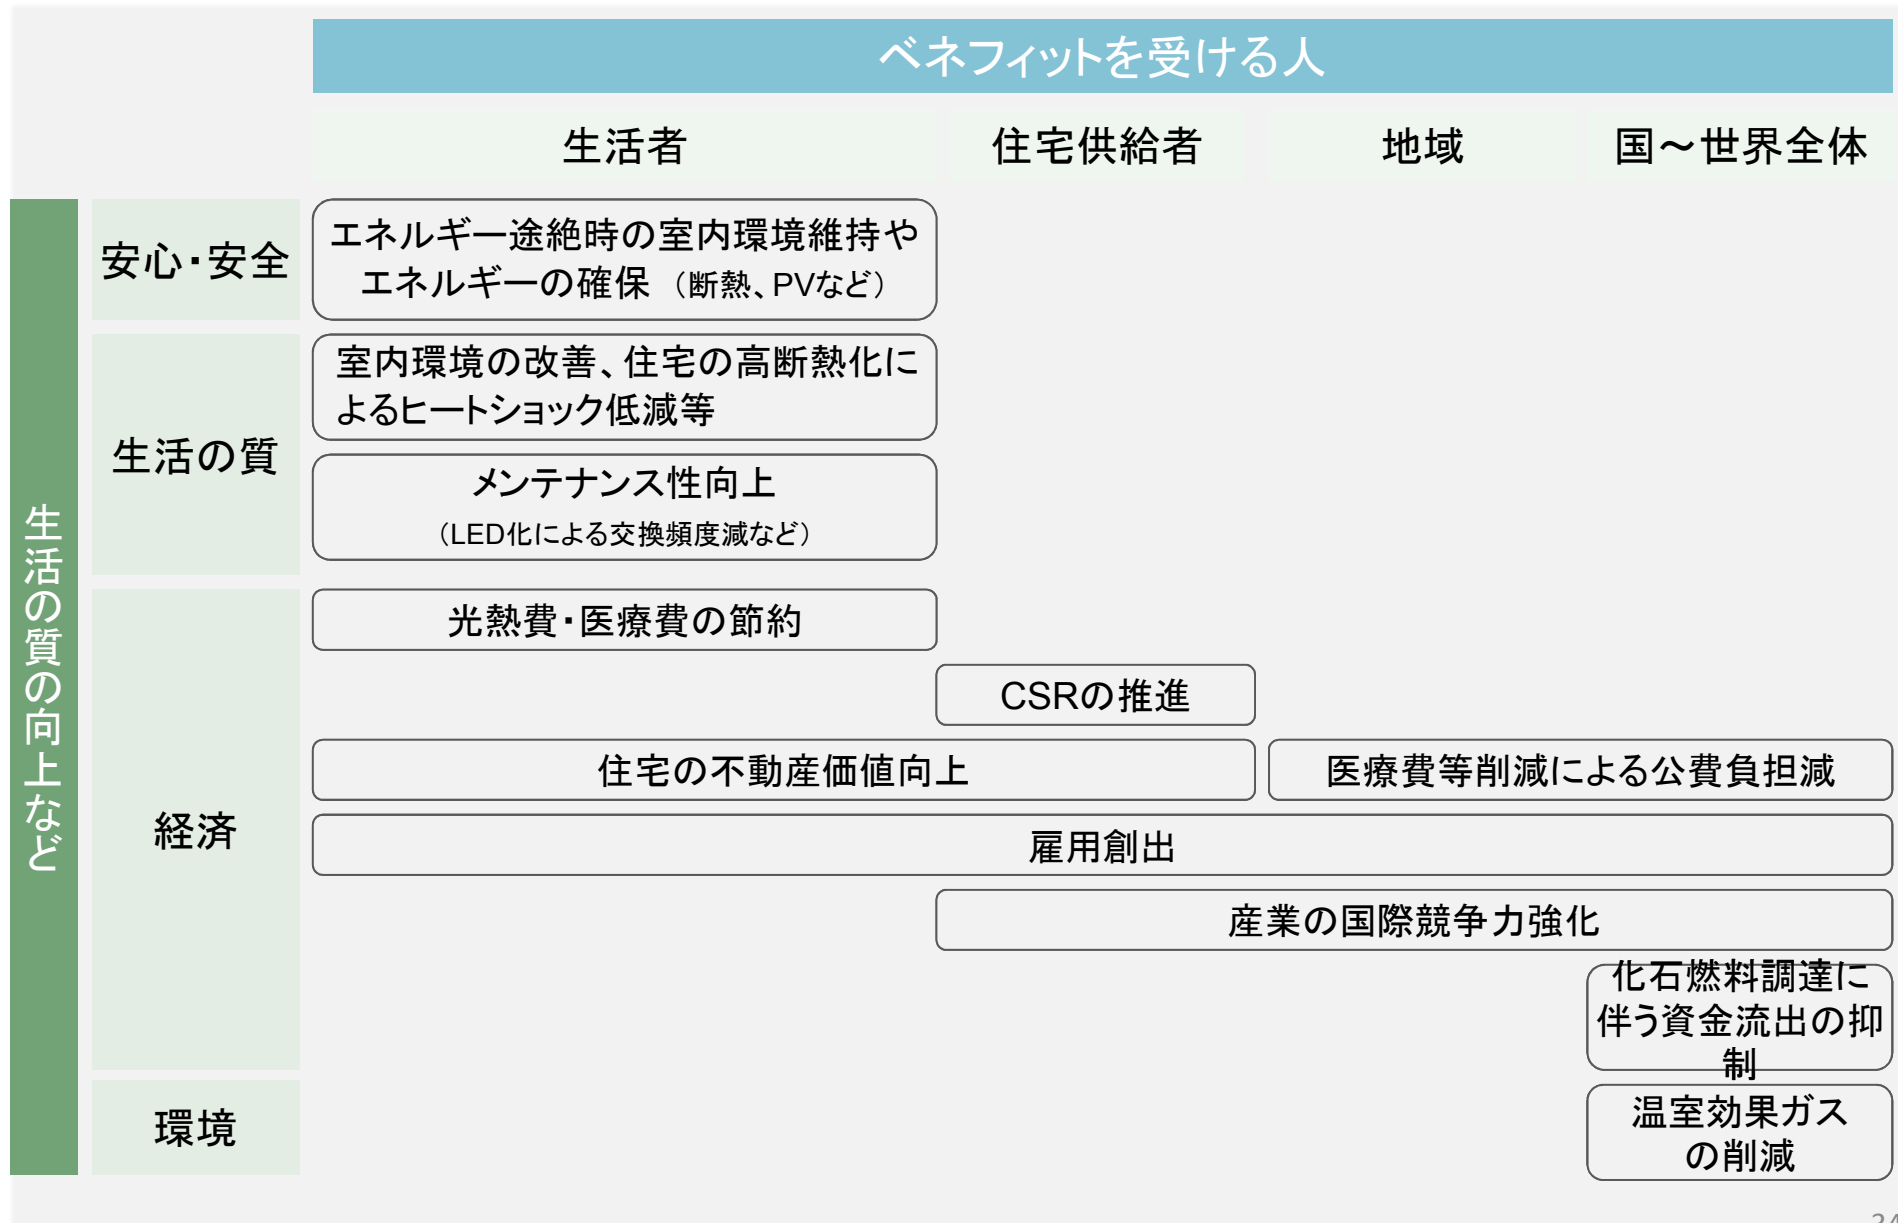 ベネフィットを受ける人
生活者
住宅供給者
地域
国～世界全体
生活の質の向上など
安心・安全
エネルギー途絶時の室内環境維持や
エネルギーの確保 （断熱、PVなど）
生活の質
室内環境の改善、住宅の高断熱化に
よるヒートショック低減等
メンテナンス性向上
（LED化による交換頻度減など）
経済
光熱費・医療費の節約
CSRの推進
住宅の不動産価値向上
医療費等削減による公費負担減
雇用創出
産業の国際競争力強化
化石燃料調達に
伴う資金流出の抑
制
環境
温室効果ガス
の削減